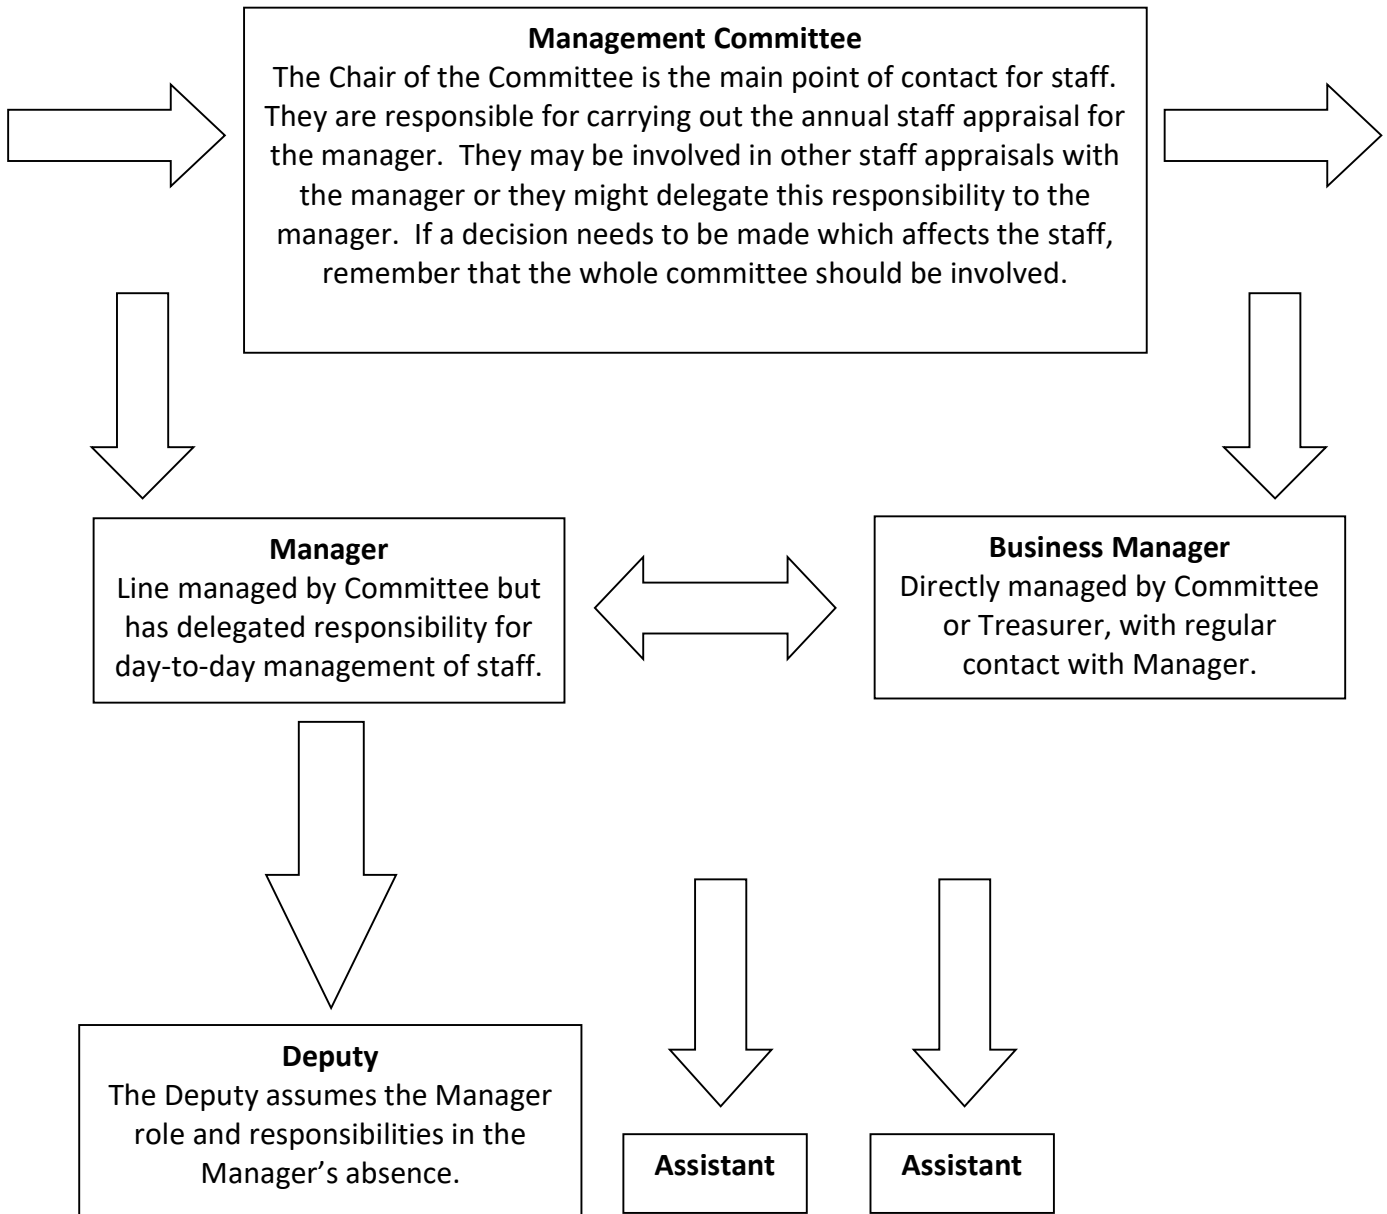 Management Committee
The Chair of the Committee is the main point of contact for staff.
They are responsible for carrying out the annual staff appraisal for
the manager.  They may be involved in other staff appraisals with
the manager or they might delegate this responsibility to the
manager.  If a decision needs to be made which affects the staff,
remember that the whole committee should be involved.
Manager
Line managed by Committee but
has delegated responsibility for
day-to-day management of staff.
Business Manager
Directly managed by Committee
or Treasurer, with regular
contact with Manager.
Deputy
The Deputy assumes the Manager
role and responsibilities in the
Manager’s absence.
Assistant
Assistant